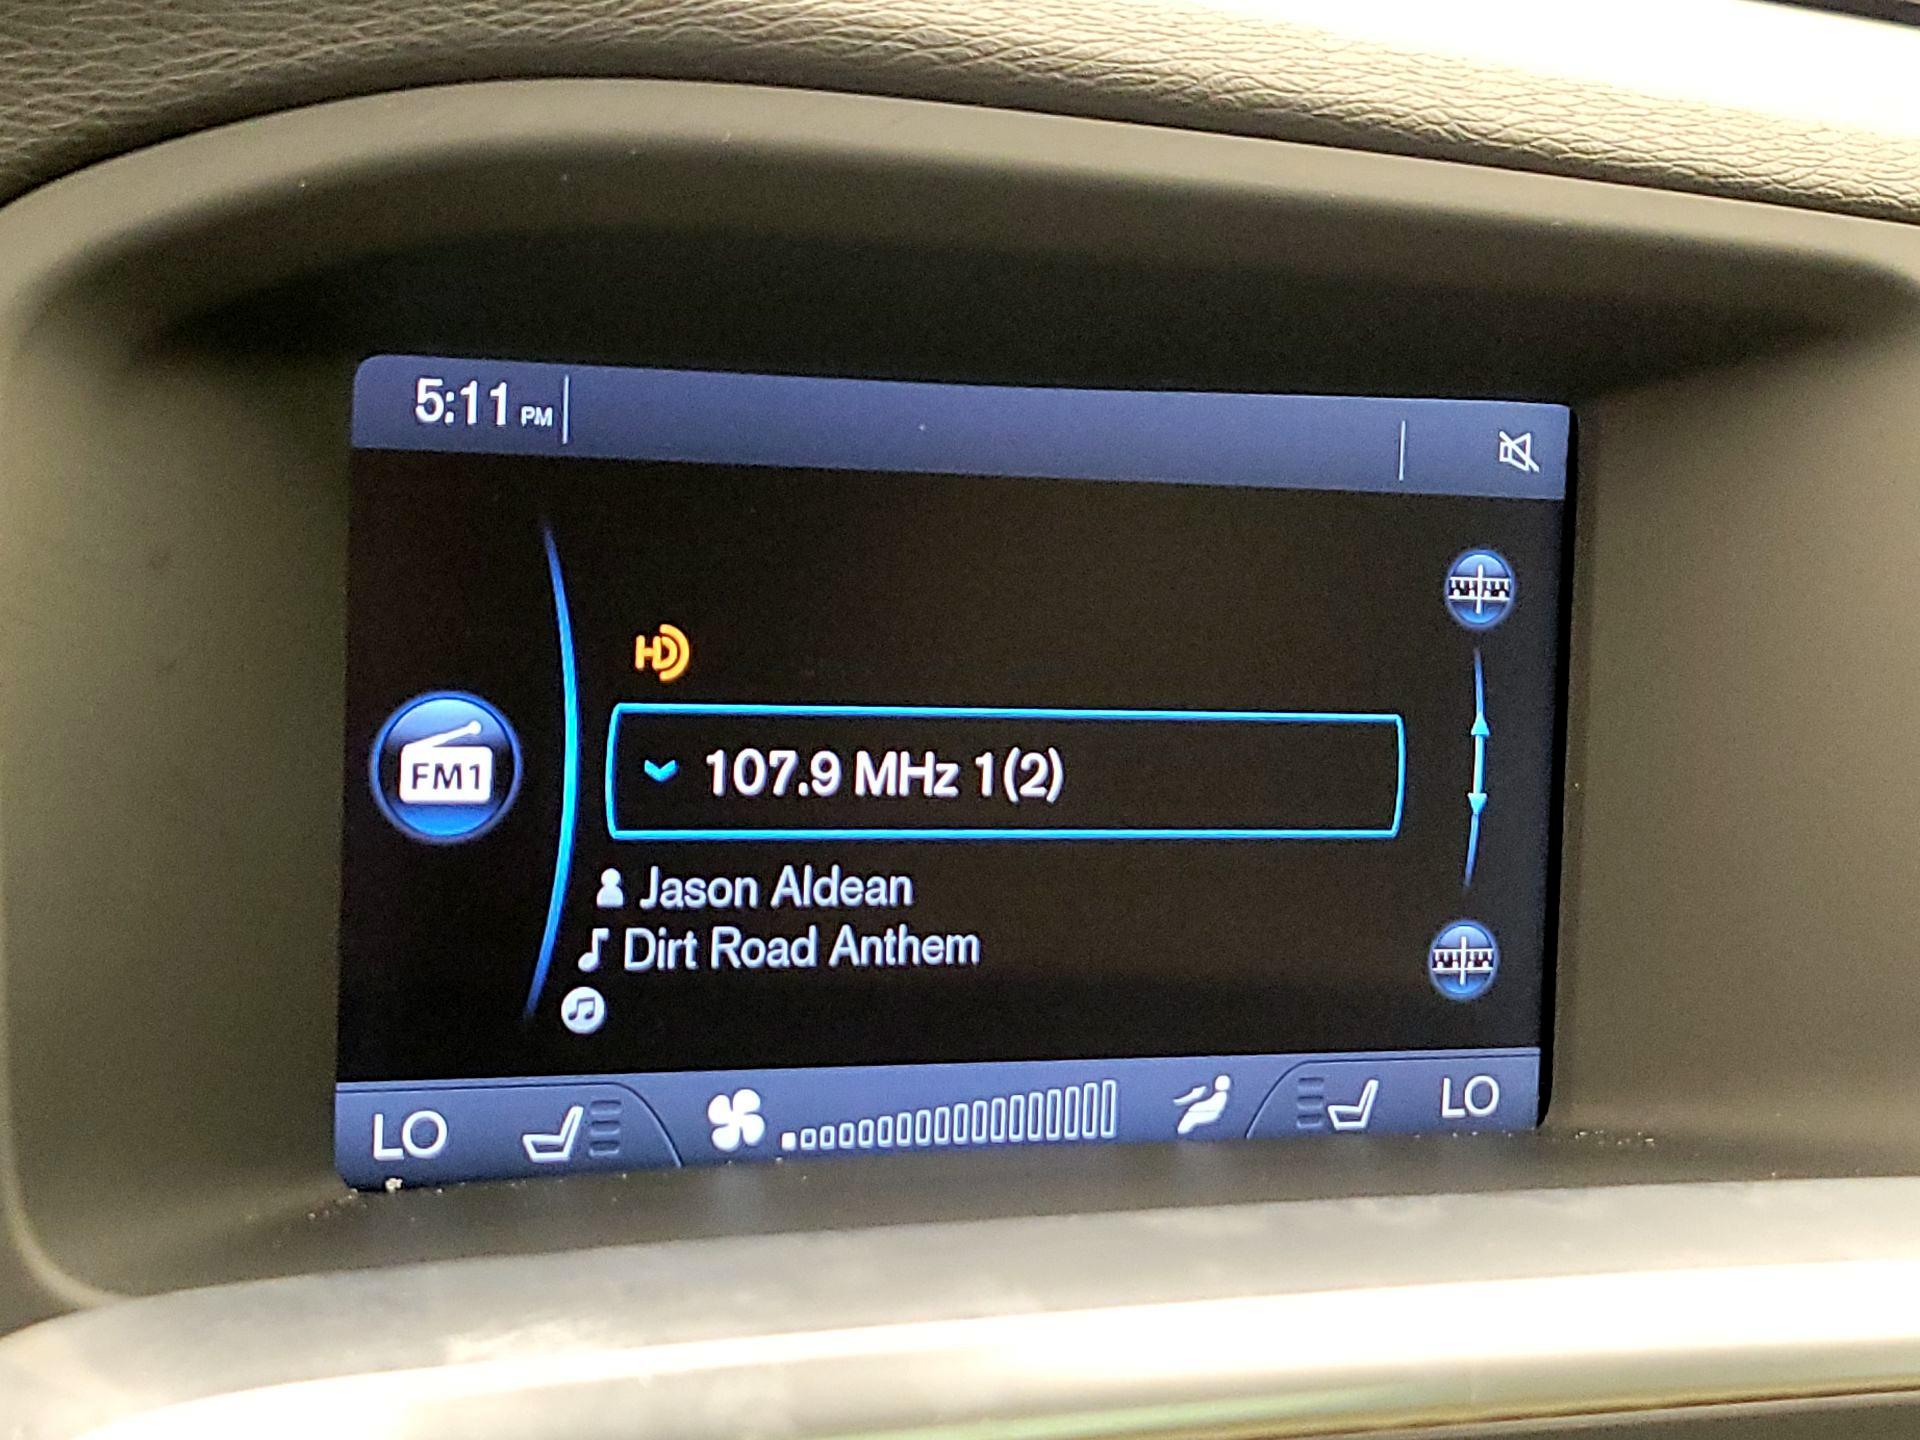 5:11 PM
HD
107.9 MHz 1(2)
FM1
Jason Aldean
Dirt Road Anthem
LO LO